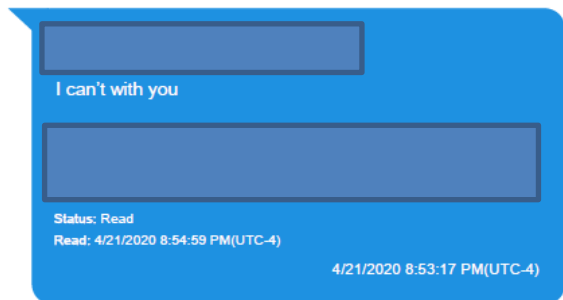 I can't with you
Status: Read
Read: 4/21/2020 8:54:59 PM(UTC-4)
4/21/2020 8:53:17 PM(UTC-4)